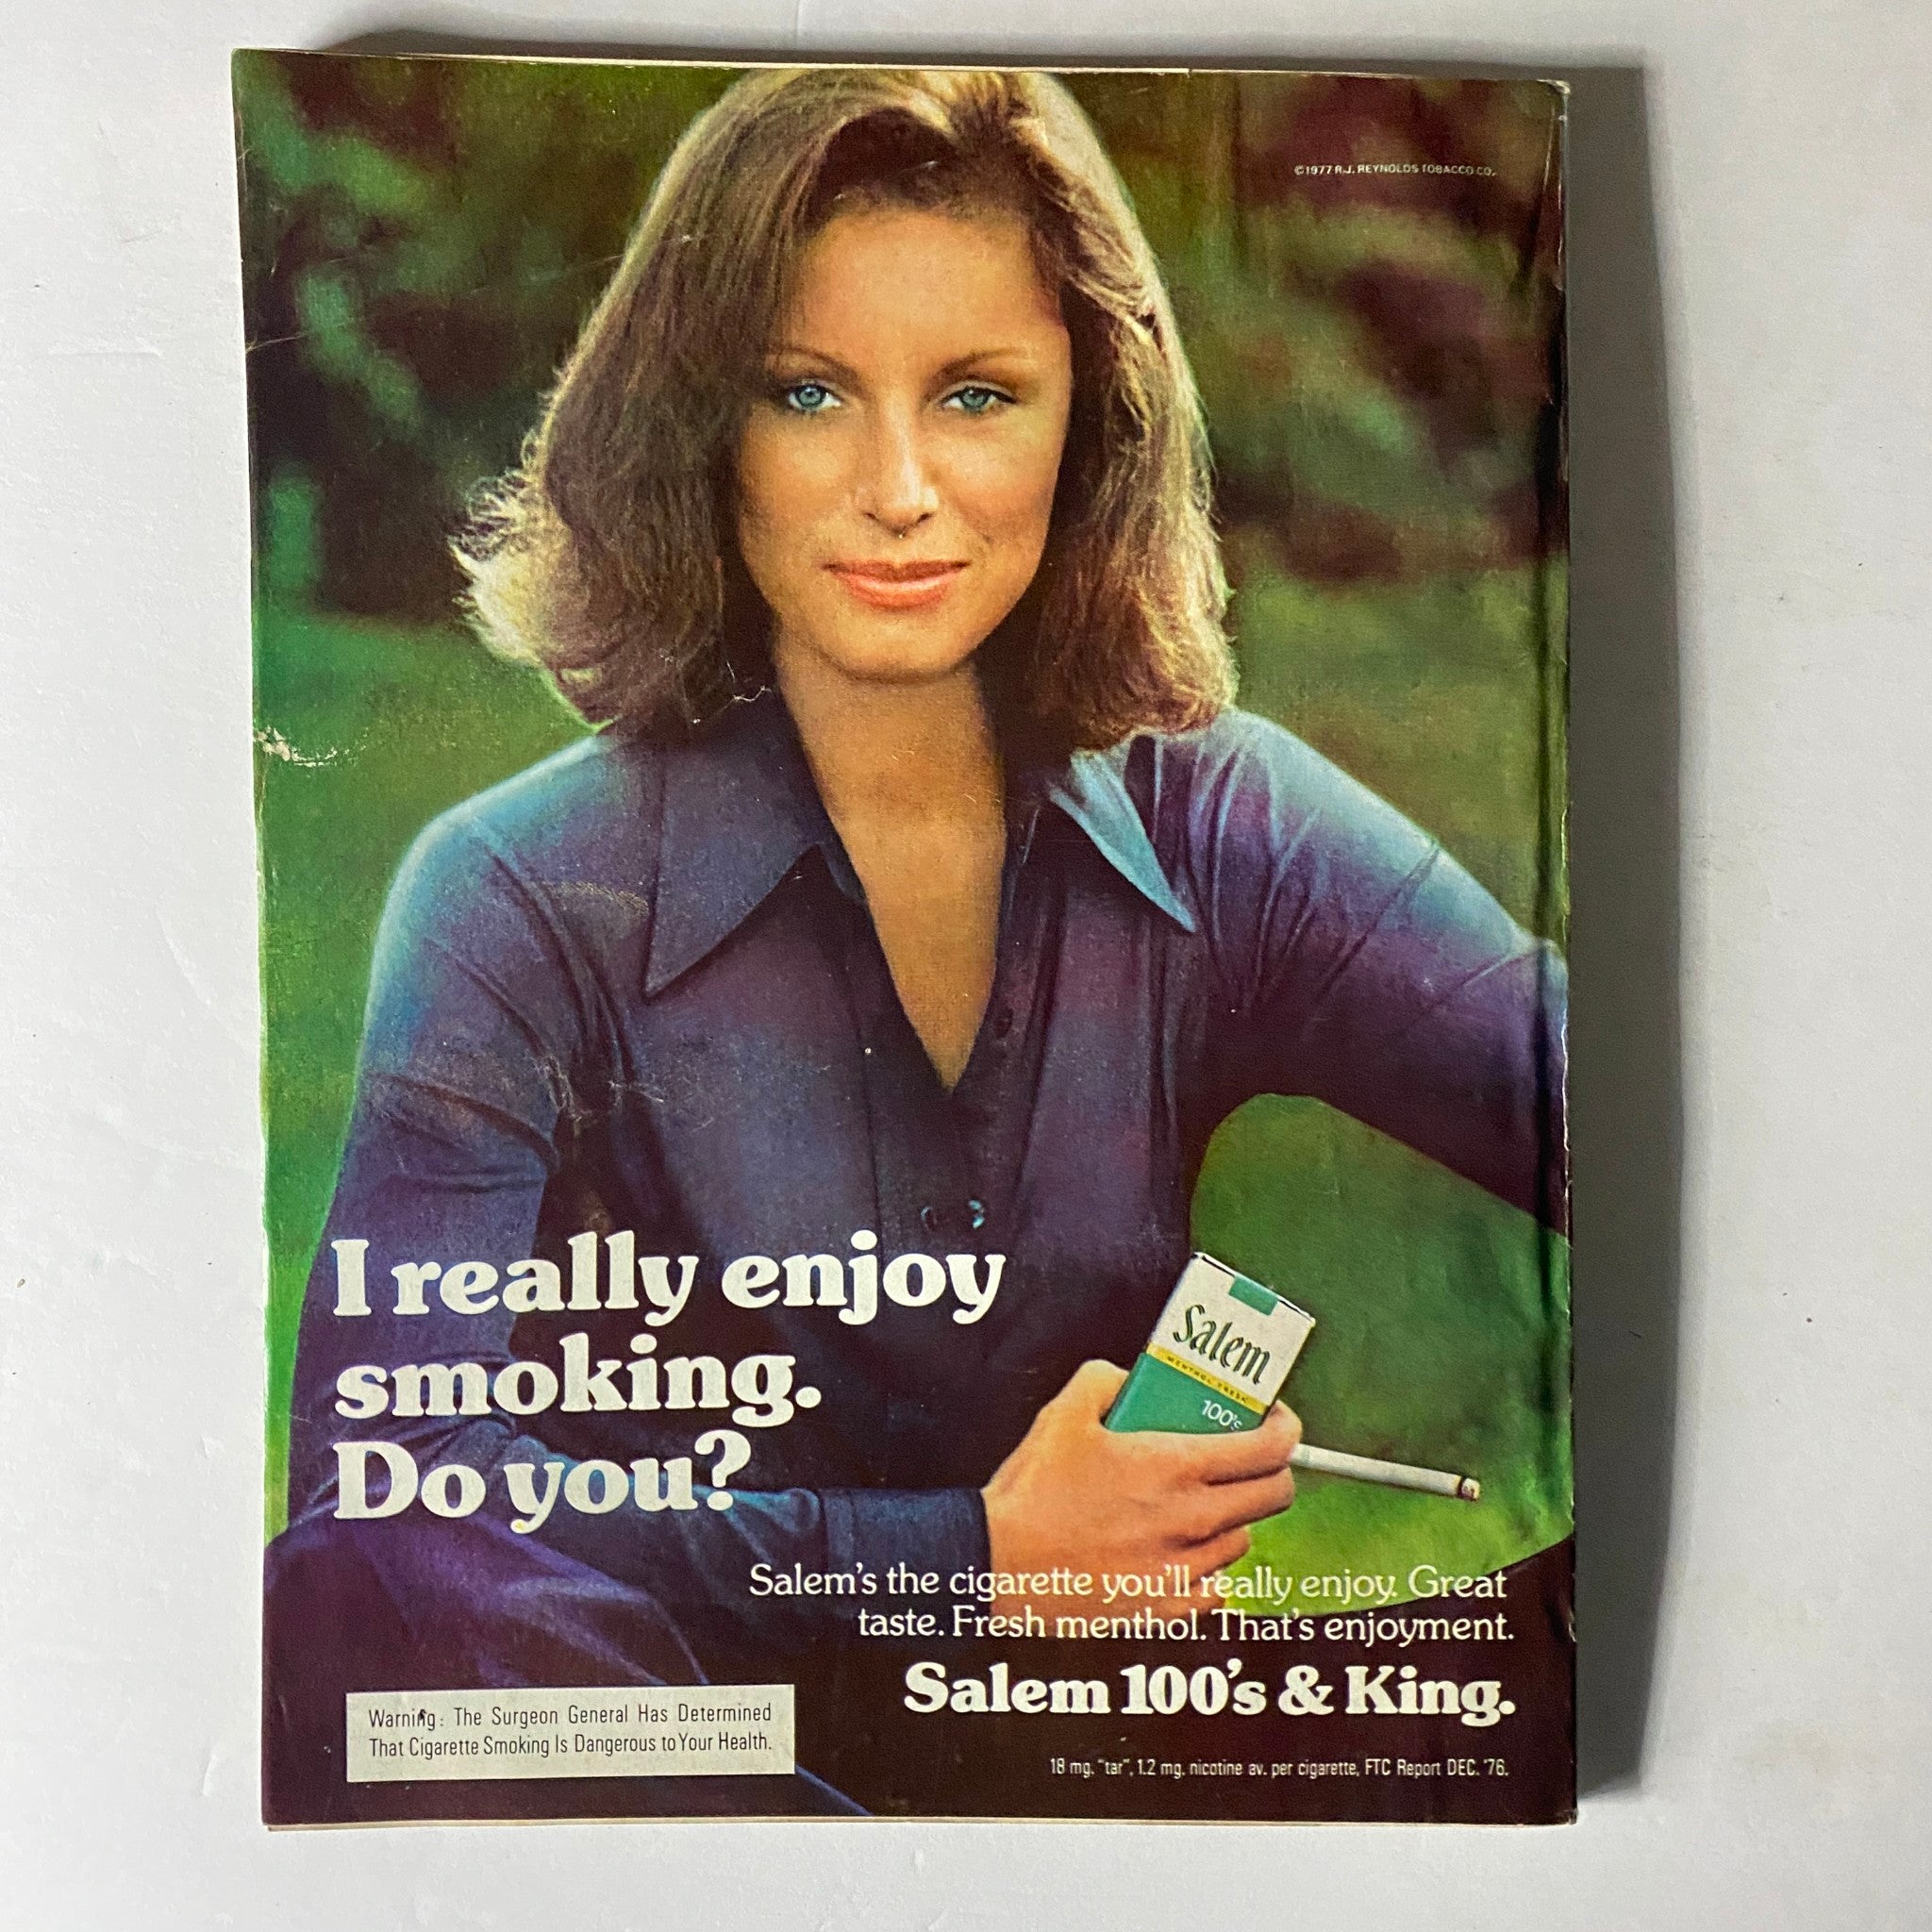 ©1977 R.J. REYNOLDS TOBACCO CO.
I really enjoy
smoking.
Do you?
Salem
MENTHOL FRESH
100's
Salem's the cigarette you'll really enjoy. Great
taste. Fresh menthol. That's enjoyment.
Salem 100's & King.
Warning: The Surgeon General Has Determined
That Cigarette Smoking Is Dangerous to Your Health.
18 mg. "tar", 1.2 mg. nicotine av. per cigarette, FTC Report DEC. '76.